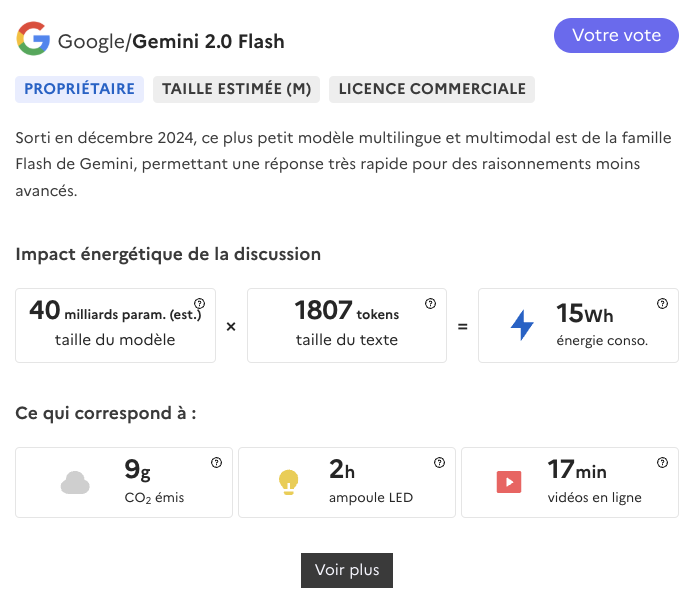 Google/Gemini 2.0 Flash
Votre vote
PROPRIÉTAIRE TAILLE ESTIMÉE (M) LICENCE COMMERCIALE
Sorti en décembre 2024, ce plus petit modèle multilingue et multimodal est de la famille
Flash de Gemini, permettant une réponse très rapide pour des raisonnements moins
avancés.
Impact énergétique de la discussion
40 milliards param. (est.)
taille du modèle
×
1807 tokens
taille du texte
=
15Wh
énergie conso.
Ce qui correspond à :
9g
CO₂ émis
2h
ampoule LED
17min
vidéos en ligne
Voir plus